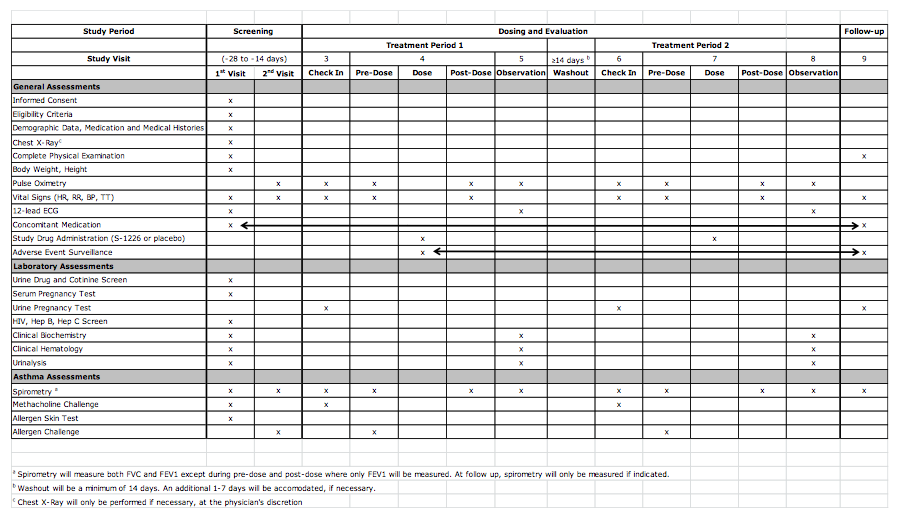 Study Period Screening Dosing and Evaluation Follow-up
Treatment Period 1 Treatment Period 2
Study Visit (-28 to -14 days) 3 4 5 ≥14 days b 6 7 8 9
1st Visit 2nd Visit Check In Pre-Dose Dose Post-Dose Observation Washout Check In Pre-Dose Dose Post-Dose Observation
General Assessments
Informed Consent x
Eligibility Criteria x
Demographic Data, Medication and Medical Histories x
Chest X-Rayc x
Complete Physical Examination x x
Body Weight, Height x
Pulse Oximetry x x x x x x x x x
Vital Signs (HR, RR, BP, TT) x x x x x x x x x
12-lead ECG x x x
Concomitant Medication x x
Study Drug Administration (S-1226 or placebo) x x
Adverse Event Surveillance x x
Laboratory Assessments
Urine Drug and Cotinine Screen x
Serum Pregnancy Test x
Urine Pregnancy Test x x x
HIV, Hep B, Hep C Screen x
Clinical Biochemistry x x x
Clinical Hematology x x x
Urinalysis x x x
Asthma Assessments
Spirometry a x x x x x x x x x x x
Methacholine Challenge x x x
Allergen Skin Test x
Allergen Challenge x x x
a Spirometry will measure both FVC and FEV1 except during pre-dose and post-dose where only FEV1 will be measured. At follow up, spirometry will only be measured if indicated.
b Washout will be a minimum of 14 days. An additional 1-7 days will be accomodated, if necessary.
c Chest X-Ray will only be performed if necessary, at the physician's discretion